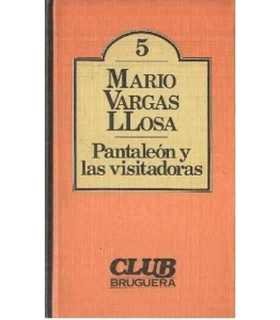 5
MARIO
VARGAS
LLOSA
Pantaleón y
las visitadoras
CLUB
BRUGUERA